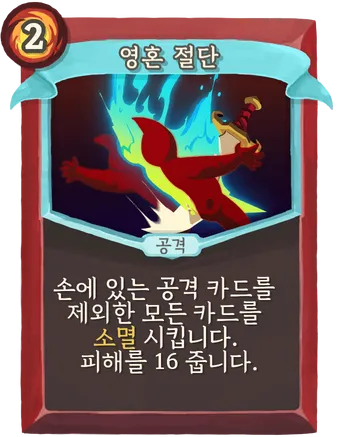 2
영혼 절단
공격
손에 있는 공격 카드를
제외한 모든 카드를
소멸 시킵니다.
피해를 16 줍니다.